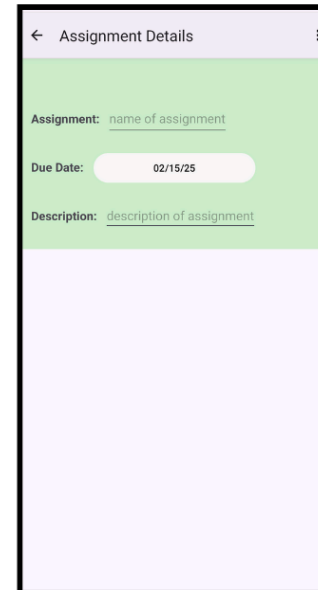 Assignment Details
Assignment: name of assignment
Due Date: 02/15/25
Description: description of assignment